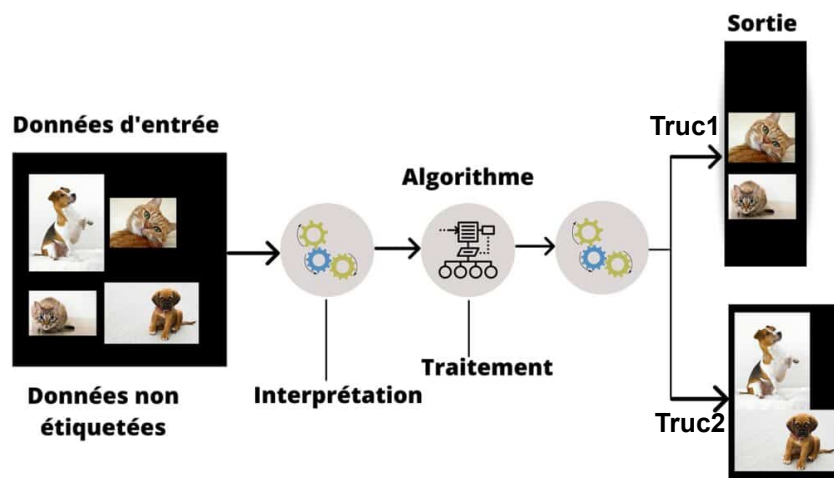 Sortie
Données d'entrée
Truc1
Algorithme
Traitement
Interprétation
Données non
étiquetées
Truc2